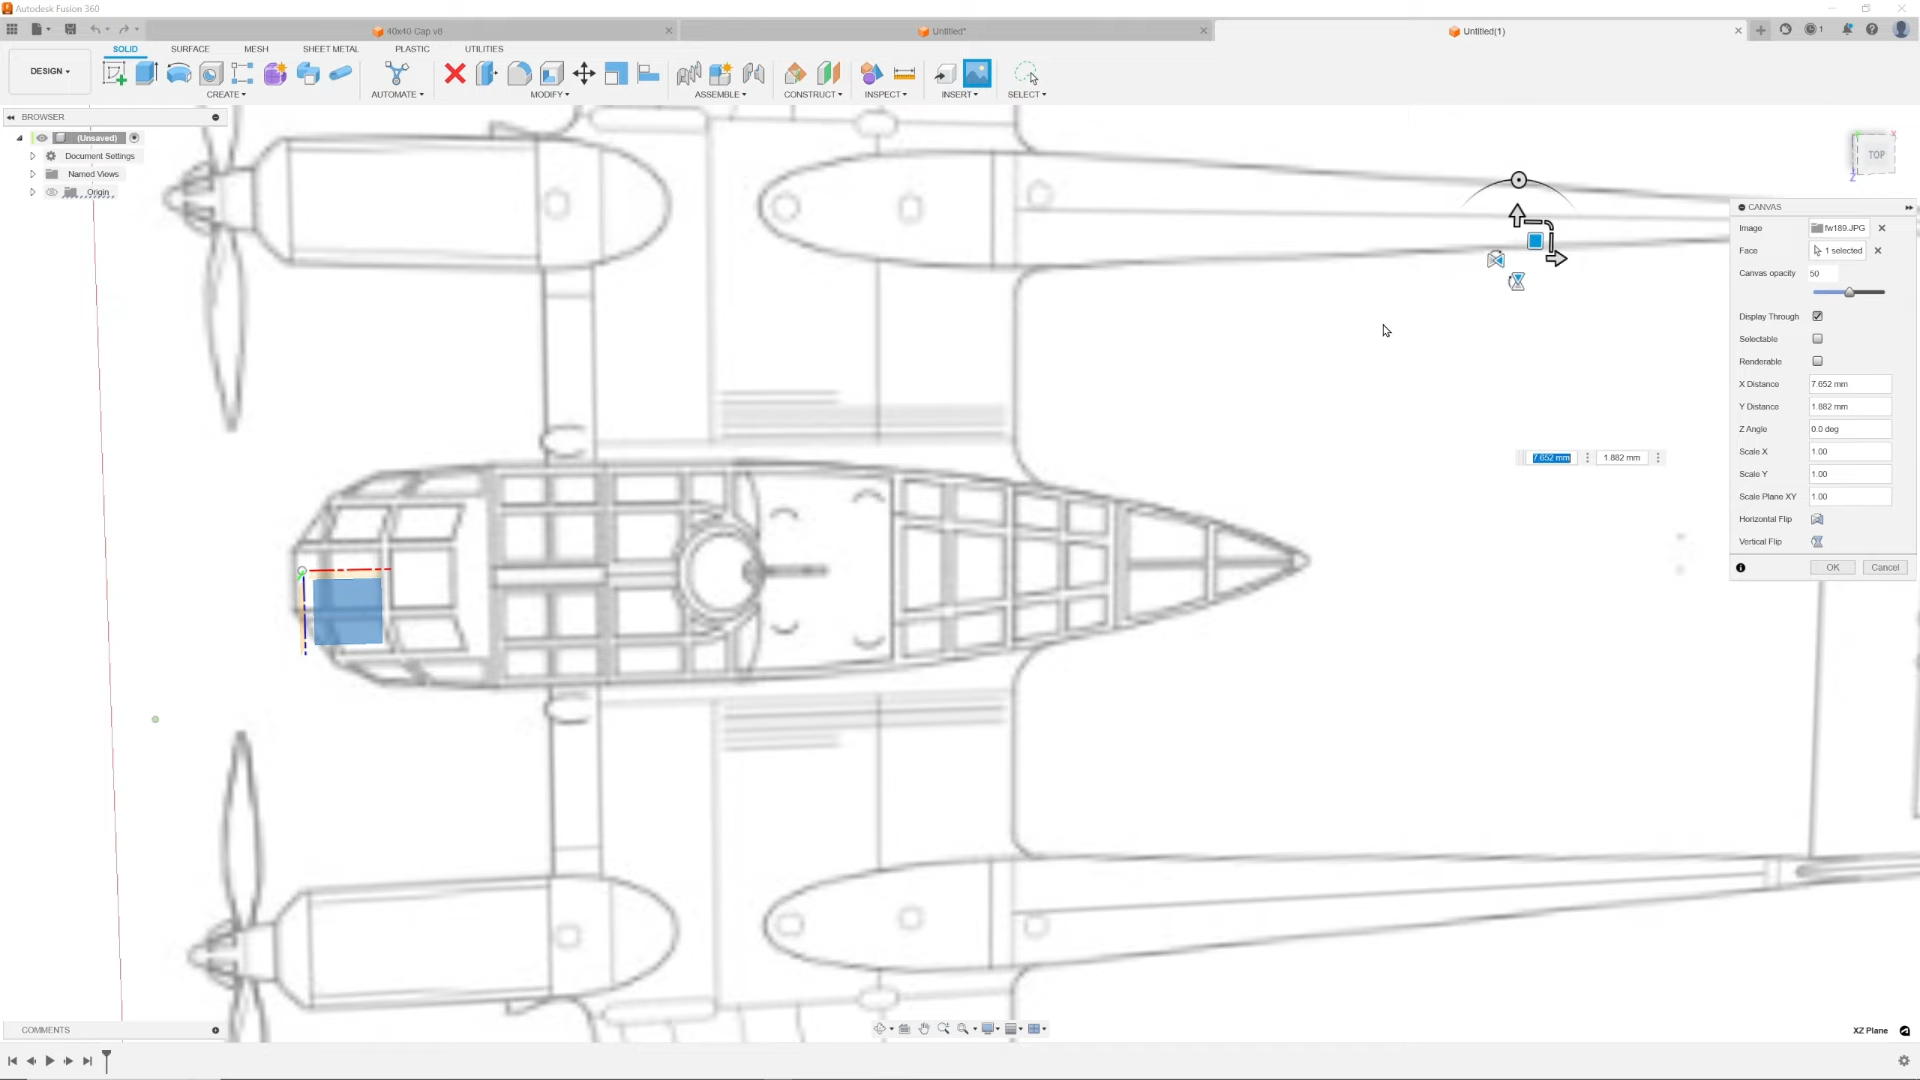 Autodesk Fusion 360
40x40 Cap v8
Untitled*
Untitled(1)
1
SOLID
SURFACE
MESH
SHEET METAL
PLASTIC
UTILITIES
DESIGN
CREATE
AUTOMATE
MODIFY
ASSEMBLE
CONSTRUCT
INSPECT
INSERT
SELECT
BROWSER
(Unsaved)
Document Settings
Named Views
Origin
TOP
X
Z
CANVAS
Image fw189.JPG
Face 1 selected
Canvas opacity 50
Display Through
Selectable
Renderable
X Distance 7.652 mm
Y Distance 1.882 mm
Z Angle 0.0 deg
Scale X 1.00
Scale Y 1.00
Scale Plane XY 1.00
Horizontal Flip
Vertical Flip
OK Cancel
7.652 mm 1.882 mm
COMMENTS
XZ Plane